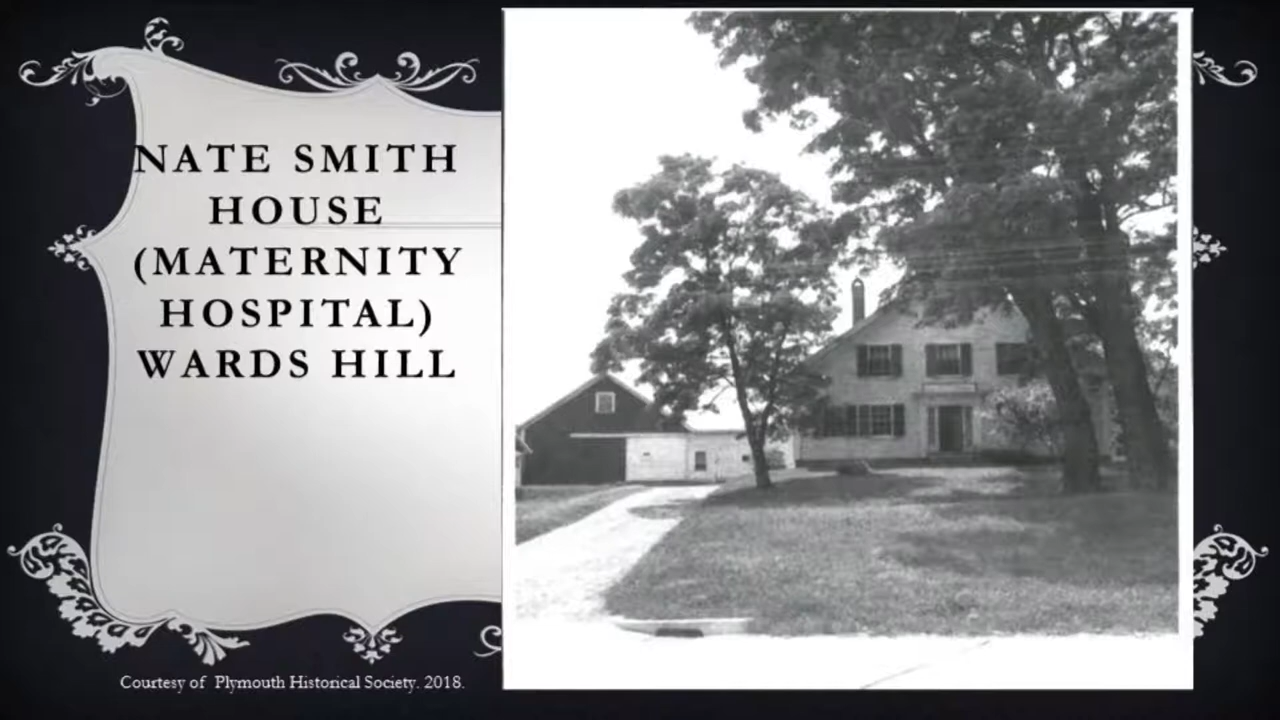 NATE SMITH
HOUSE
(MATERNITY
HOSPITAL)
WARDS HILL
Courtesy of Plymouth Historical Society. 2018.